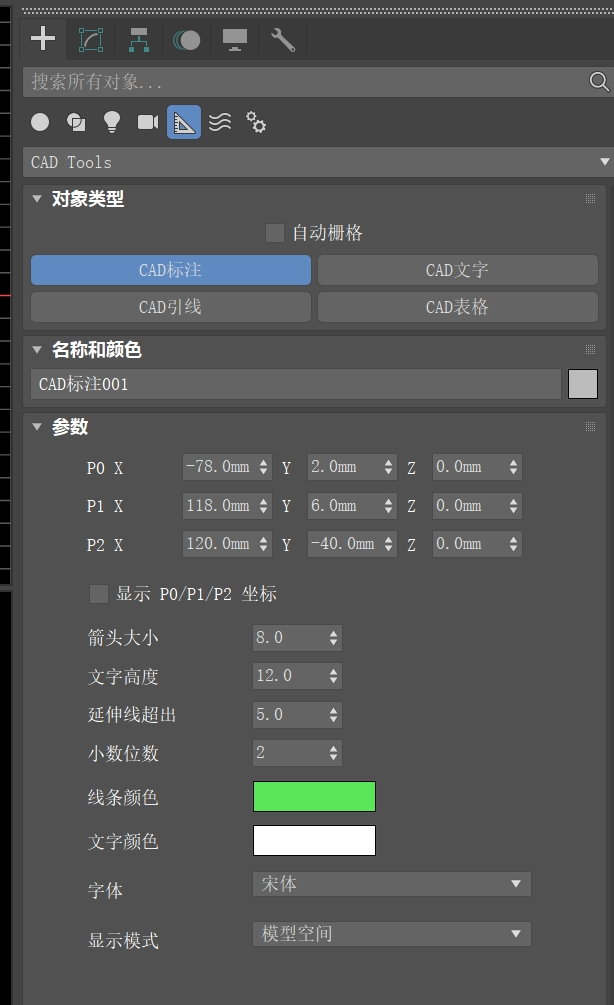 搜索所有对象...
CAD Tools
对象类型
自动栅格
CAD标注 CAD文字
CAD引线 CAD表格
名称和颜色
CAD标注001
参数
P0 X -78.0mm Y 2.0mm Z 0.0mm
P1 X 118.0mm Y 6.0mm Z 0.0mm
P2 X 120.0mm Y -40.0mm Z 0.0mm
显示 P0/P1/P2 坐标
箭头大小 8.0
文字高度 12.0
延伸线超出 5.0
小数位数 2
线条颜色
文字颜色
字体 宋体
显示模式 模型空间